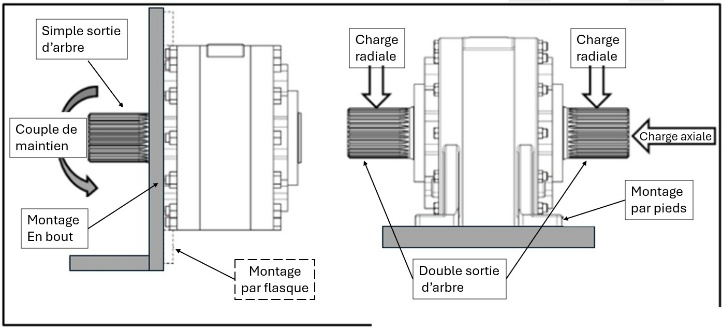 Simple sortie
d'arbre
Couple de
maintien
Montage
En bout
Montage
par flasque
Charge
radiale
Charge
radiale
Charge axiale
Montage
par pieds
Double sortie
d'arbre